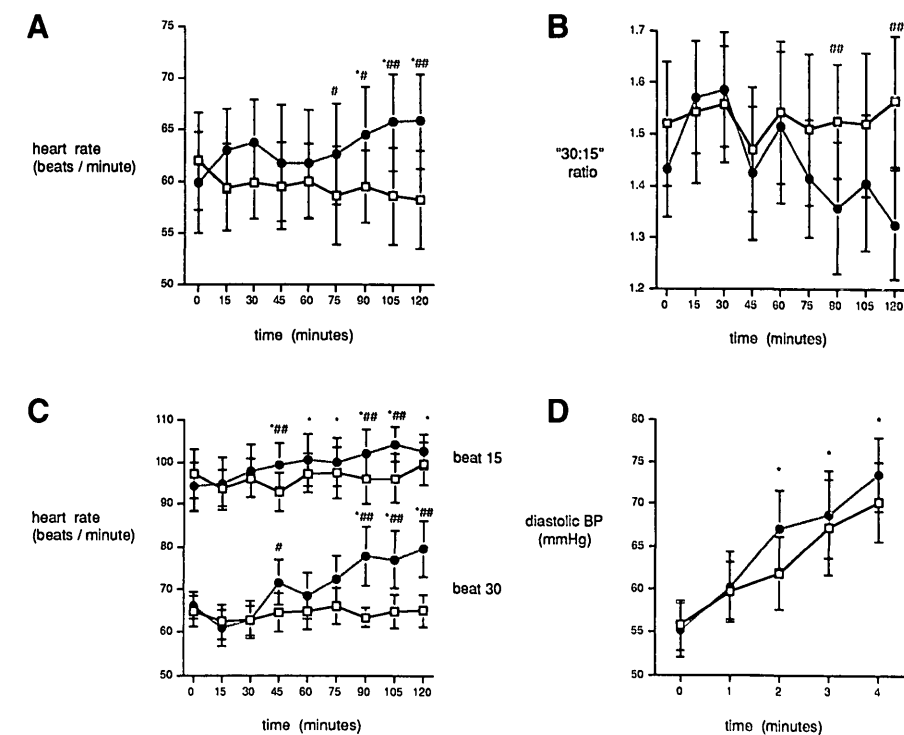 A
75
70
65
60
55
50
heart rate
(beats / minute)
# *# *## *##
0 15 30 45 60 75 90 105 120
time (minutes)
B
1.7
1.6
1.5
1.4
1.3
1.2
"30:15"
ratio
## ##
0 15 30 45 60 75 90 105 120
time (minutes)
C
110
100
90
80
70
60
50
heart rate
(beats / minute)
*## * * *## *## *
beat 15
# *## *## *##
beat 30
0 15 30 45 60 75 90 105 120
time (minutes)
D
80
75
70
65
60
55
50
diastolic BP
(mmHg)
* * *
0 1 2 3 4
time (minutes)